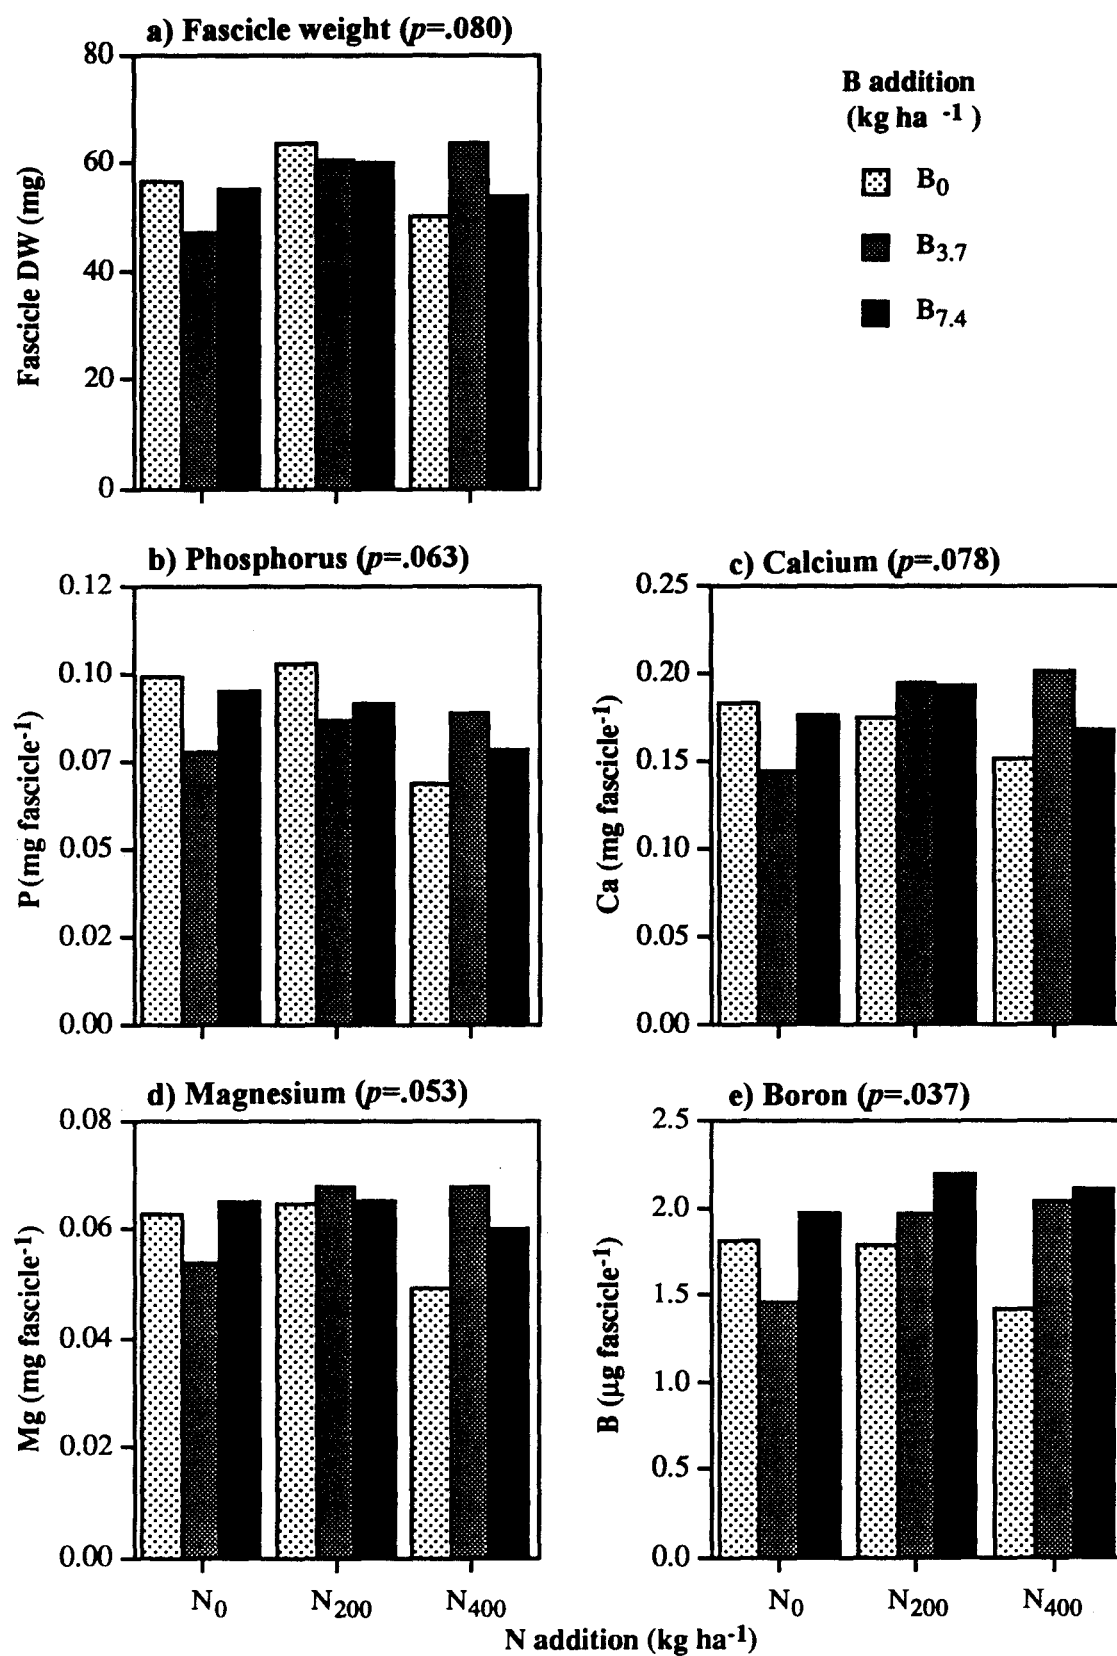 a) Fascicle weight (p=.080)
80
60
40
20
0
Fascicle DW (mg)
B addition
(kg ha -1 )
B0
B3.7
B7.4
b) Phosphorus (p=.063)
0.12
0.10
0.07
0.05
0.02
0.00
P (mg fascicle-1)
c) Calcium (p=.078)
0.25
0.20
0.15
0.10
0.05
0.00
Ca (mg fascicle-1)
d) Magnesium (p=.053)
0.08
0.06
0.04
0.02
0.00
Mg (mg fascicle-1)
N0 N200 N400
e) Boron (p=.037)
2.5
2.0
1.5
1.0
0.5
0.0
B (µg fascicle-1)
N0 N200 N400
N addition (kg ha-1)